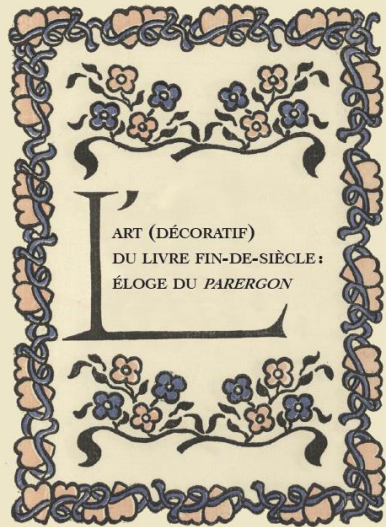 L'ART (DÉCORATIF)
DU LIVRE FIN-DE-SIÈCLE :
ÉLOGE DU PARERGON